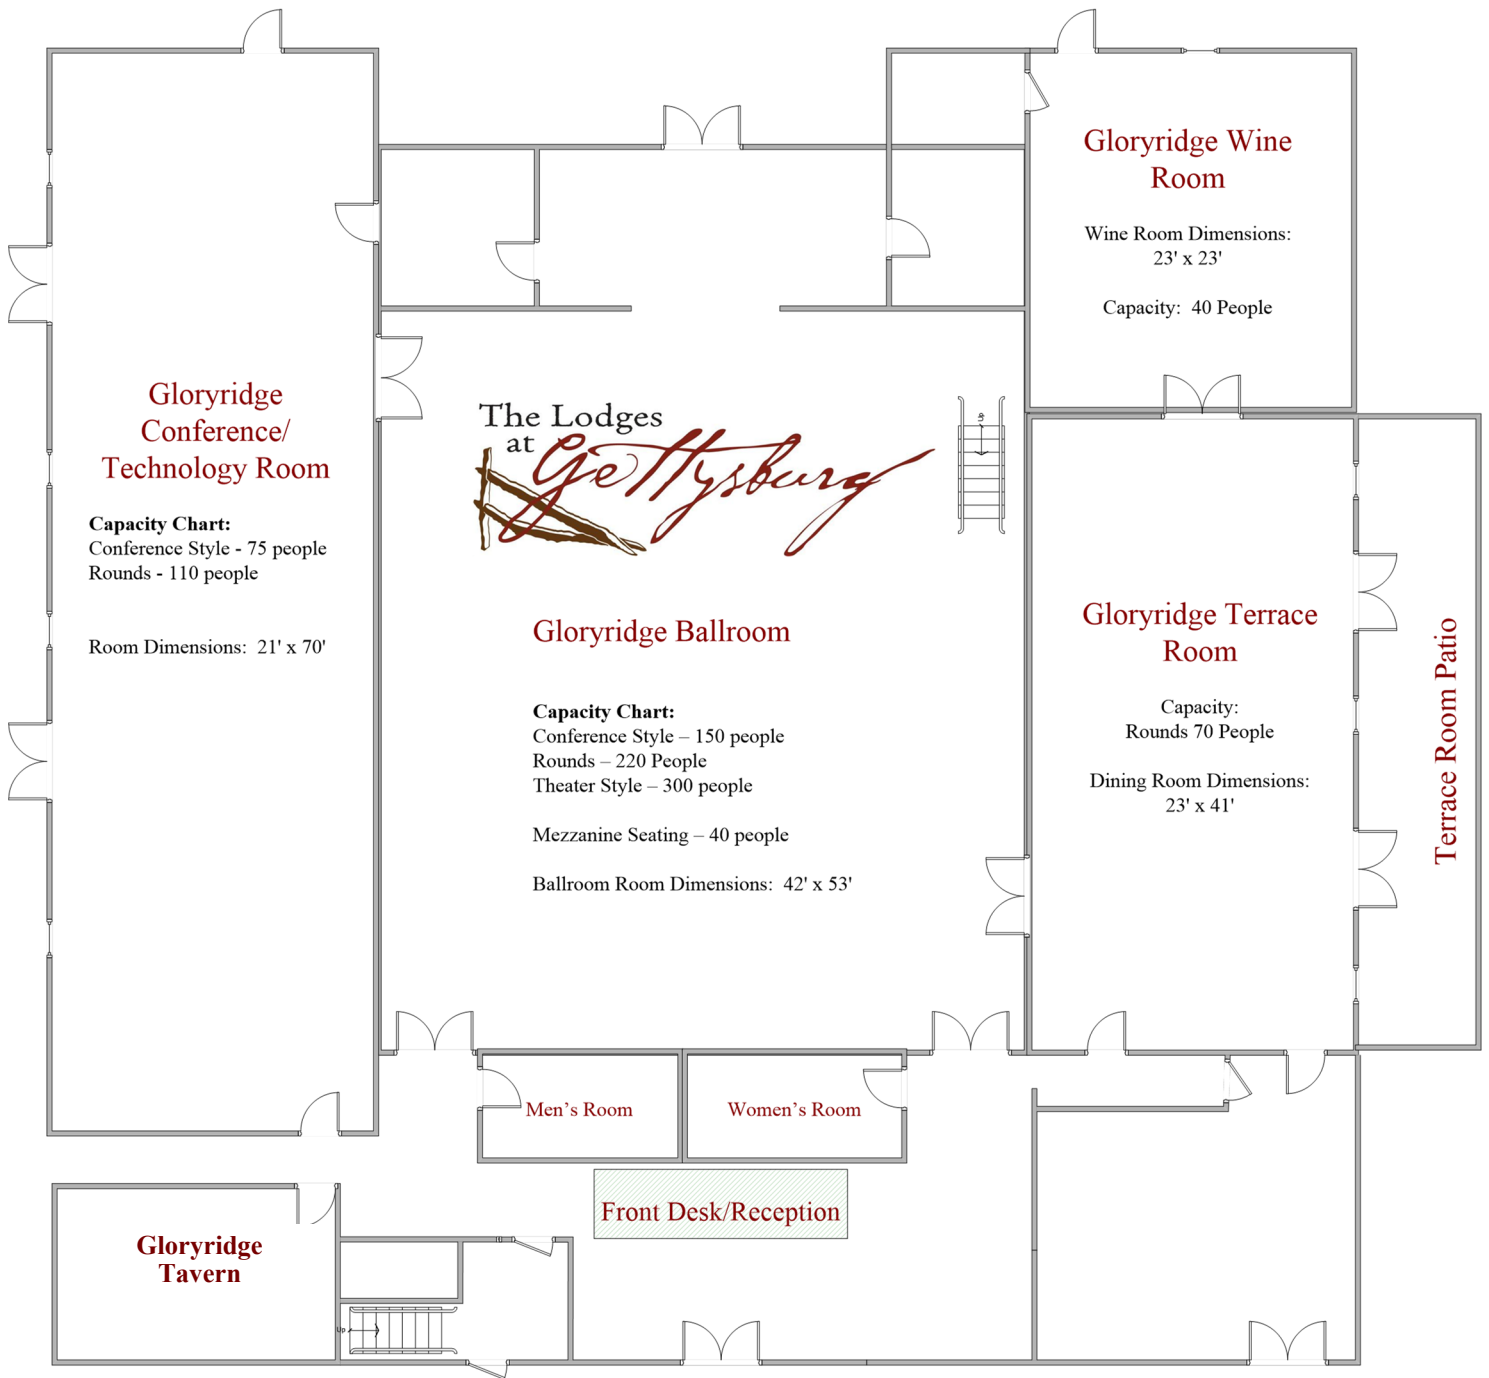 Gloryridge Wine
Room
Wine Room Dimensions:
23' x 23'
Capacity:  40 People
Gloryridge
Conference/
Technology Room
Capacity Chart:
Conference Style - 75 people
Rounds - 110 people
Room Dimensions:  21' x 70'
The Lodges
at
Gettysburg
Up
Gloryridge Ballroom
Capacity Chart:
Conference Style – 150 people
Rounds – 220 People
Theater Style – 300 people
Mezzanine Seating – 40 people
Ballroom Room Dimensions:  42' x 53'
Gloryridge Terrace
Room
Capacity:
Rounds 70 People
Dining Room Dimensions:
23' x 41'
Terrace Room Patio
Men’s Room
Women’s Room
Front Desk/Reception
Gloryridge
Tavern
Up